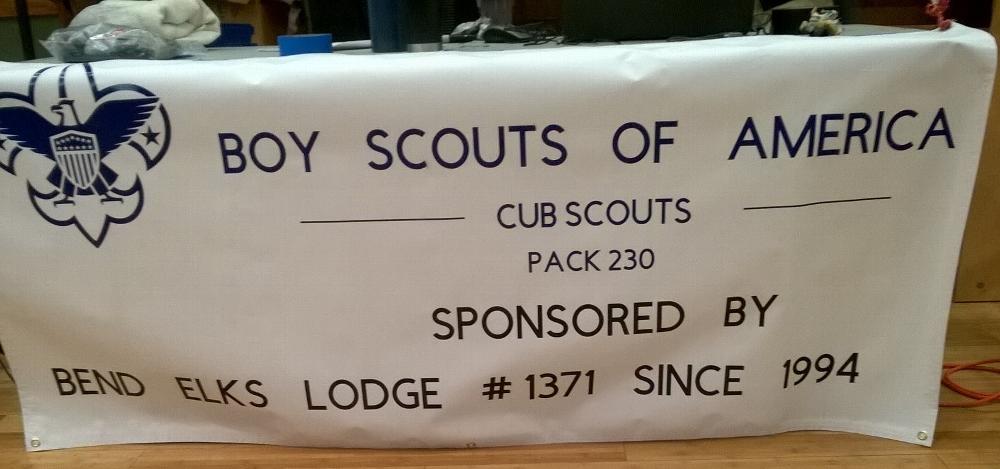 BOY SCOUTS OF AMERICA
CUB SCOUTS
PACK 230
SPONSORED BY
BEND ELKS LODGE #1371 SINCE 1994